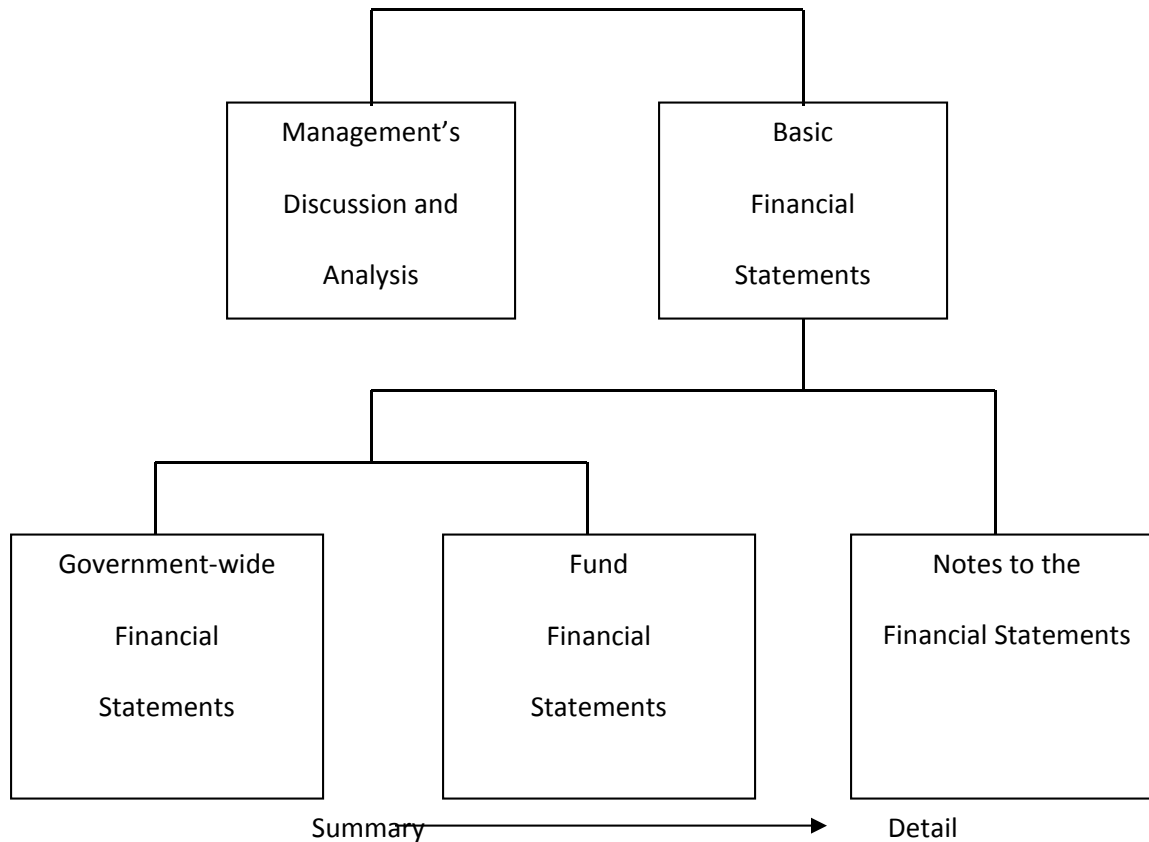 Management’s
Discussion and
Analysis
Basic
Financial
Statements
Government-wide
Financial
Statements
Fund
Financial
Statements
Notes to the
Financial Statements
Summary
Detail